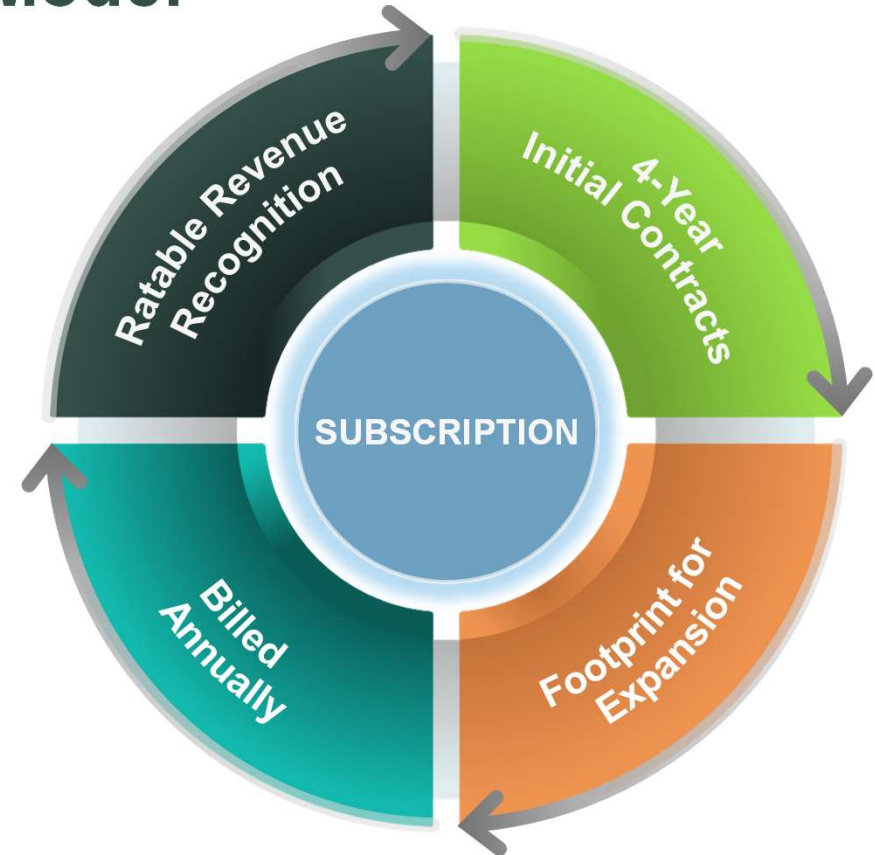 Ratable Revenue
Recognition
4-Year
Initial Contracts
SUBSCRIPTION
Billed
Annually
Footprint for
Expansion